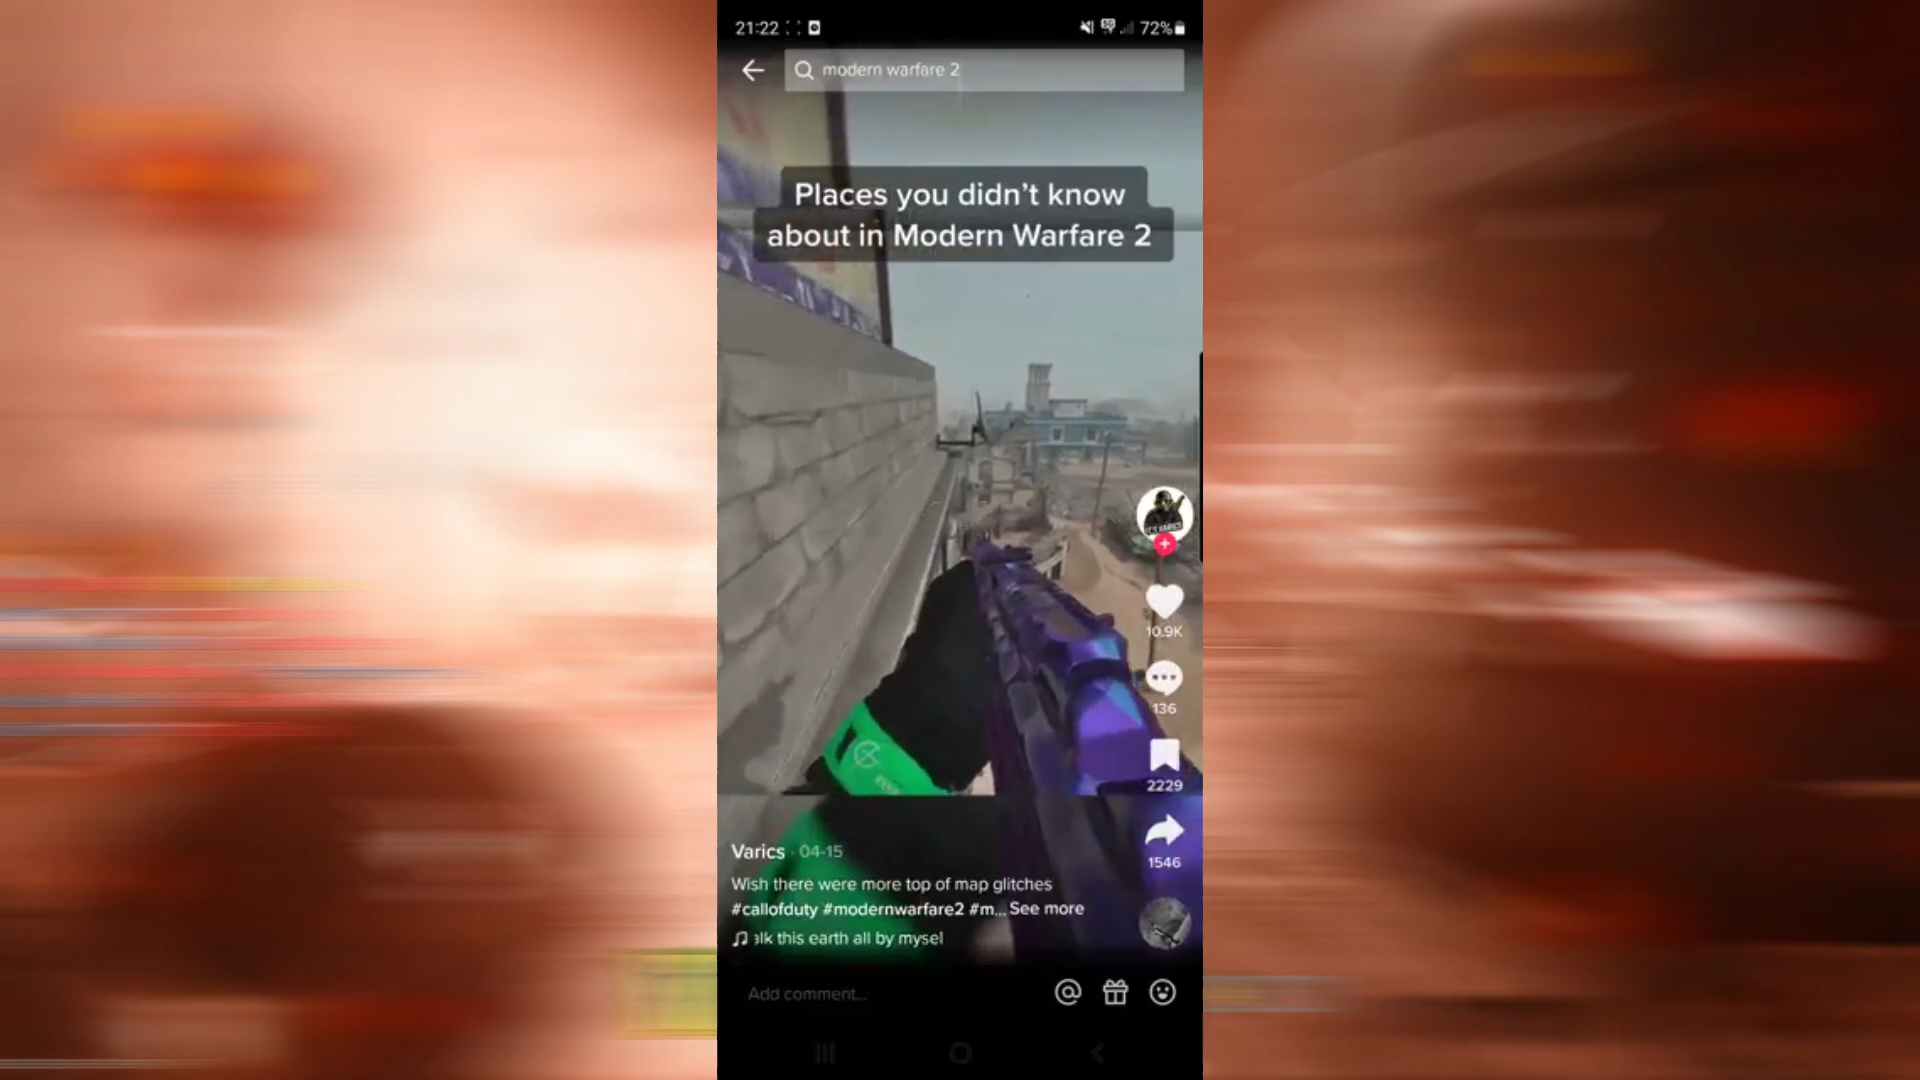 21:22
72%
modern warfare 2
Places you didn't know
about in Modern Warfare 2
10.9K
136
2229
1546
Varics · 04-15
Wish there were more top of map glitches
#callofduty #modernwarfare2 #m... See more
alk this earth all by mysel
Add comment...